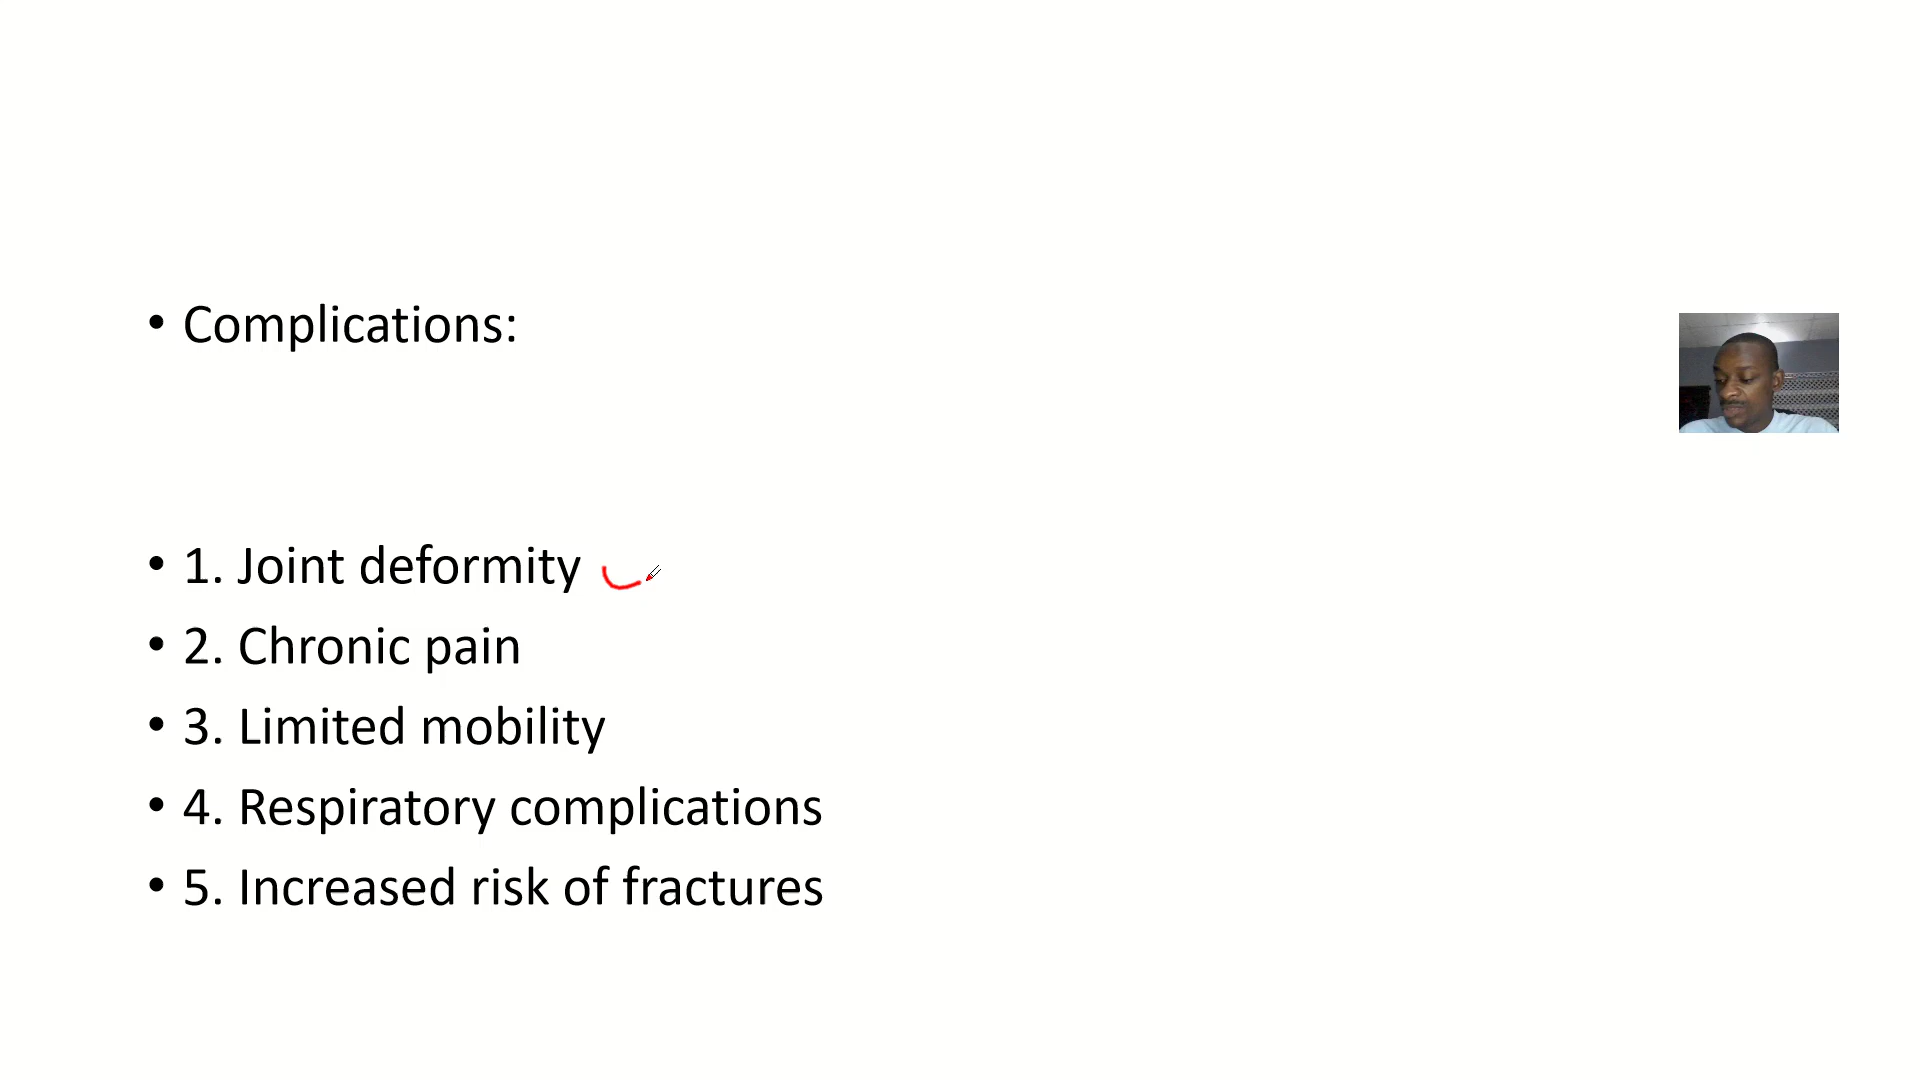 • Complications:
• 1. Joint deformity
• 2. Chronic pain
• 3. Limited mobility
• 4. Respiratory complications
• 5. Increased risk of fractures